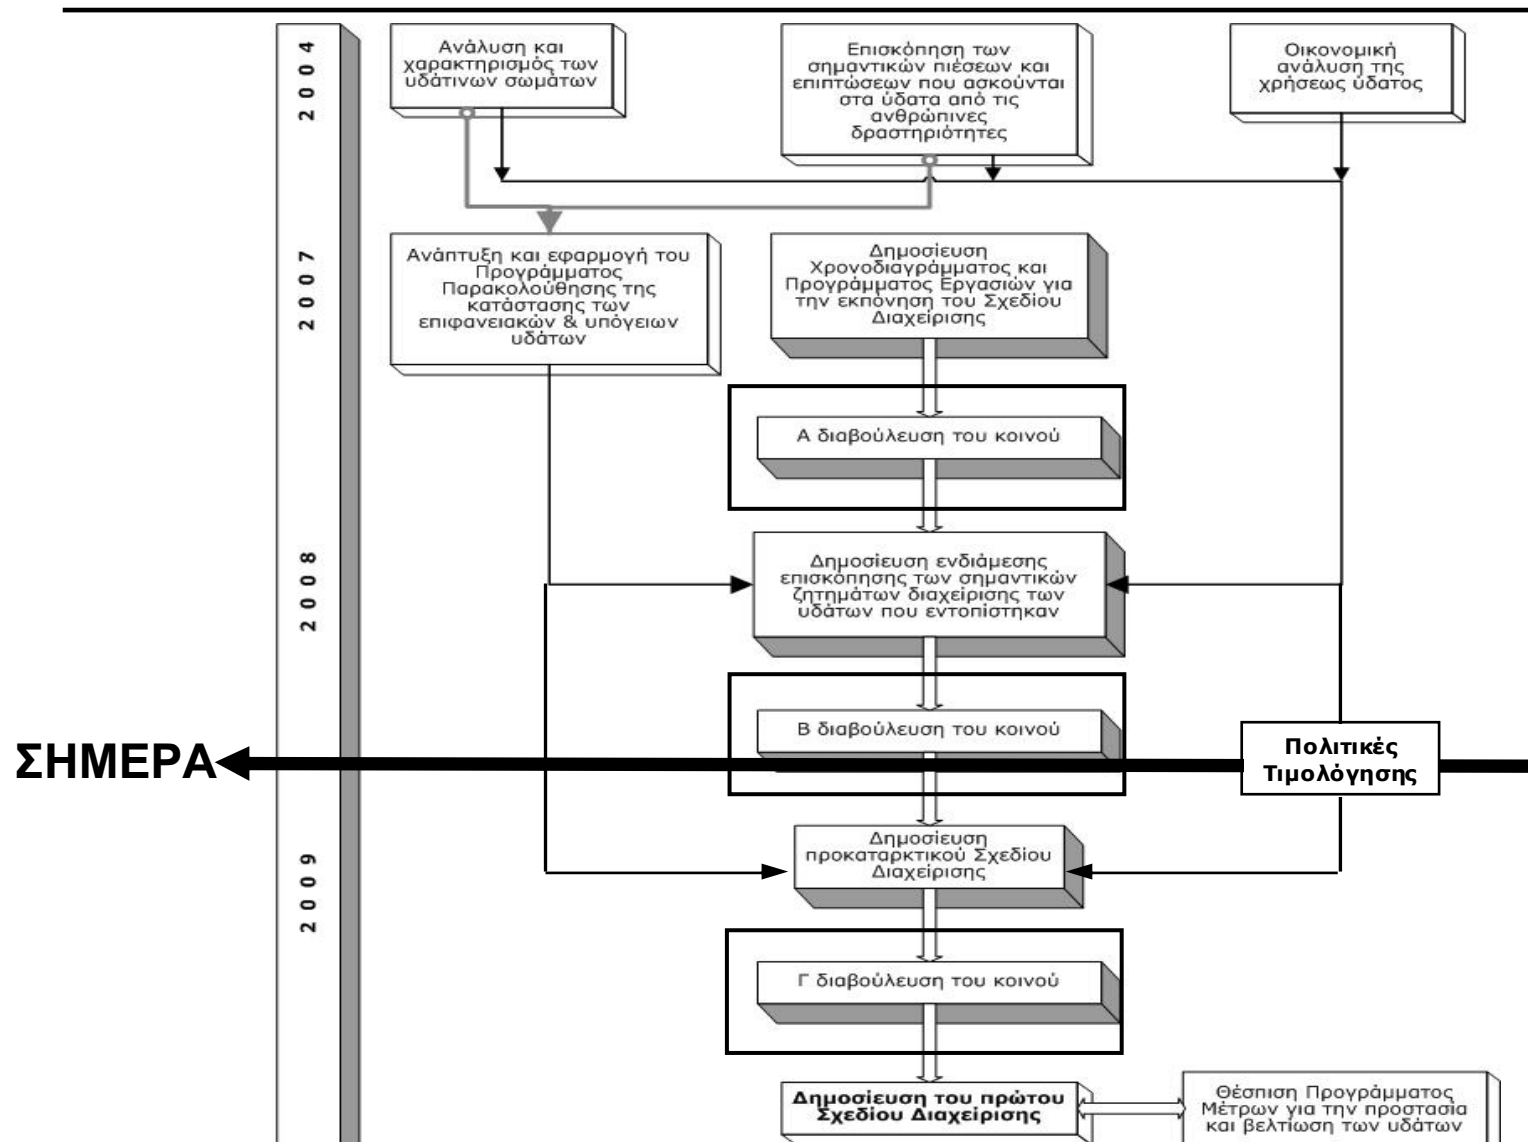 2004
Ανάλυση και
χαρακτηρισμός των
υδάτινων σωμάτων
Επισκόπηση των
σημαντικών πιέσεων και
επιπτώσεων που ασκούνται
στα ύδατα από τις
ανθρώπινες
δραστηριότητες
Οικονομική
ανάλυση της
χρήσεως ύδατος
2007
Ανάπτυξη και εφαρμογή του
Προγράμματος
Παρακολούθησης της
κατάστασης των
επιφανειακών & υπόγειων
υδάτων
Δημοσίευση
Χρονοδιαγράμματος και
Προγράμματος Εργασιών για
την εκπόνηση του Σχεδίου
Διαχείρισης
Α διαβούλευση του κοινού
2008
Δημοσίευση ενδιάμεσης
επισκόπησης των σημαντικών
ζητημάτων διαχείρισης των
υδάτων που εντοπίστηκαν
Β διαβούλευση του κοινού
ΣΗΜΕΡΑ
Πολιτικές
Τιμολόγησης
2009
Δημοσίευση
προκαταρκτικού Σχεδίου
Διαχείρισης
Γ διαβούλευση του κοινού
Δημοσίευση του πρώτου
Σχεδίου Διαχείρισης
Θέσπιση Προγράμματος
Μέτρων για την προστασία
και βελτίωση των υδάτων